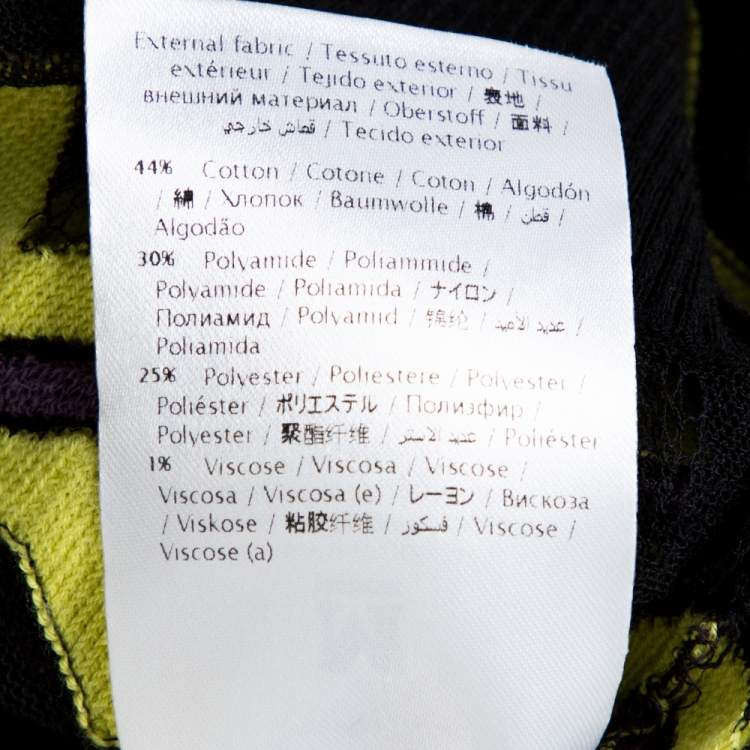 External fabric / Tessuto esterno / Tissu
extérieur / Tejido exterior / 表地 /
внешний материал / Oberstoff / 面料 /
قماش خارجي / Tecido exterior
44% Cotton / Cotone / Coton / Algodón
/ 綿 / Хлопок / Baumwolle / 棉 / قطن /
Algodão
30% Polyamide / Poliammide /
Polyamide / Poliamida / ナイロン /
Полиамид / Polyamid / 锦纶 / عديد الأميد /
Poliamida
25% Polyester / Poliestere / Polyester /
Poliéster / ポリエステル / Полиэфир /
Polyester / 聚酯纤维 / عديد الاستر / Poliéster
1% Viscose / Viscosa / Viscose /
Viscosa / Viscosa (e) / レーヨン / Вискоза
/ Viskose / 粘胶纤维 / فسكوز / Viscose /
Viscose (a)